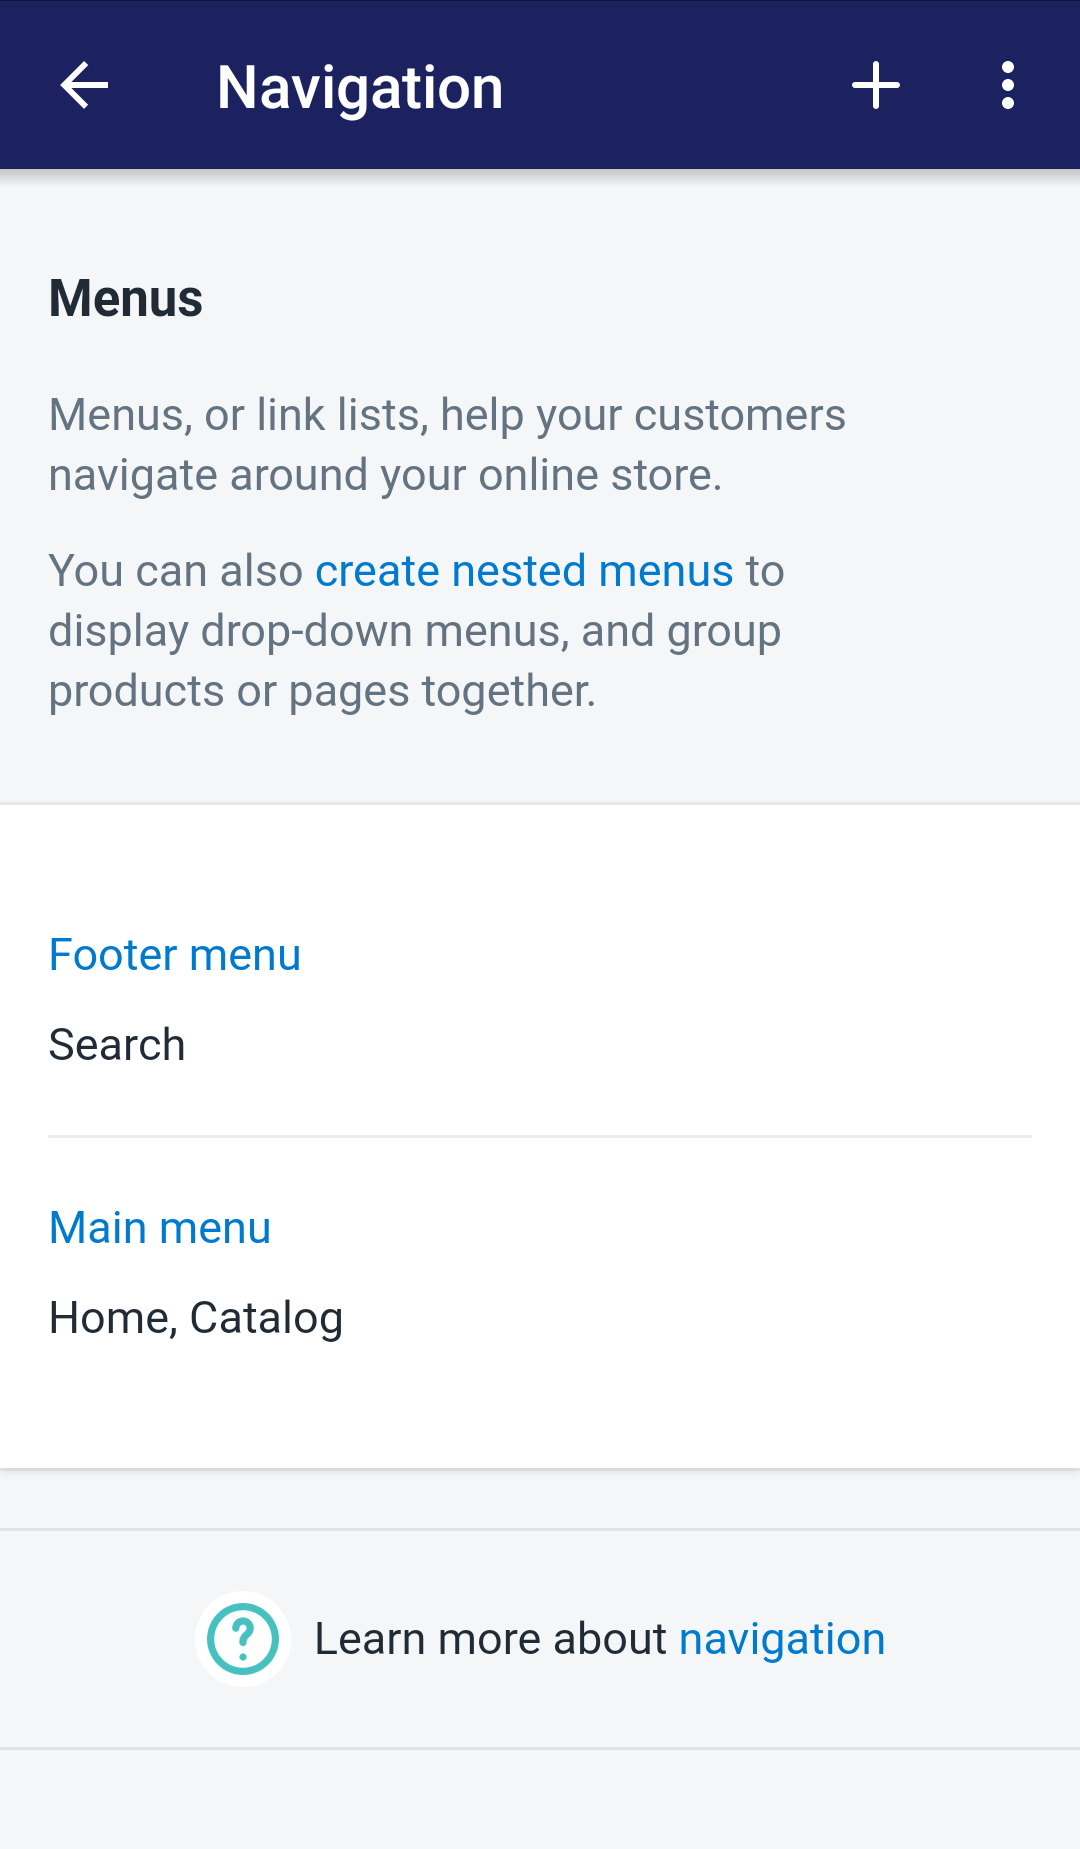 Navigation
Menus
Menus, or link lists, help your customers
navigate around your online store.
You can also create nested menus to
display drop-down menus, and group
products or pages together.
Footer menu
Search
Main menu
Home, Catalog
Learn more about navigation